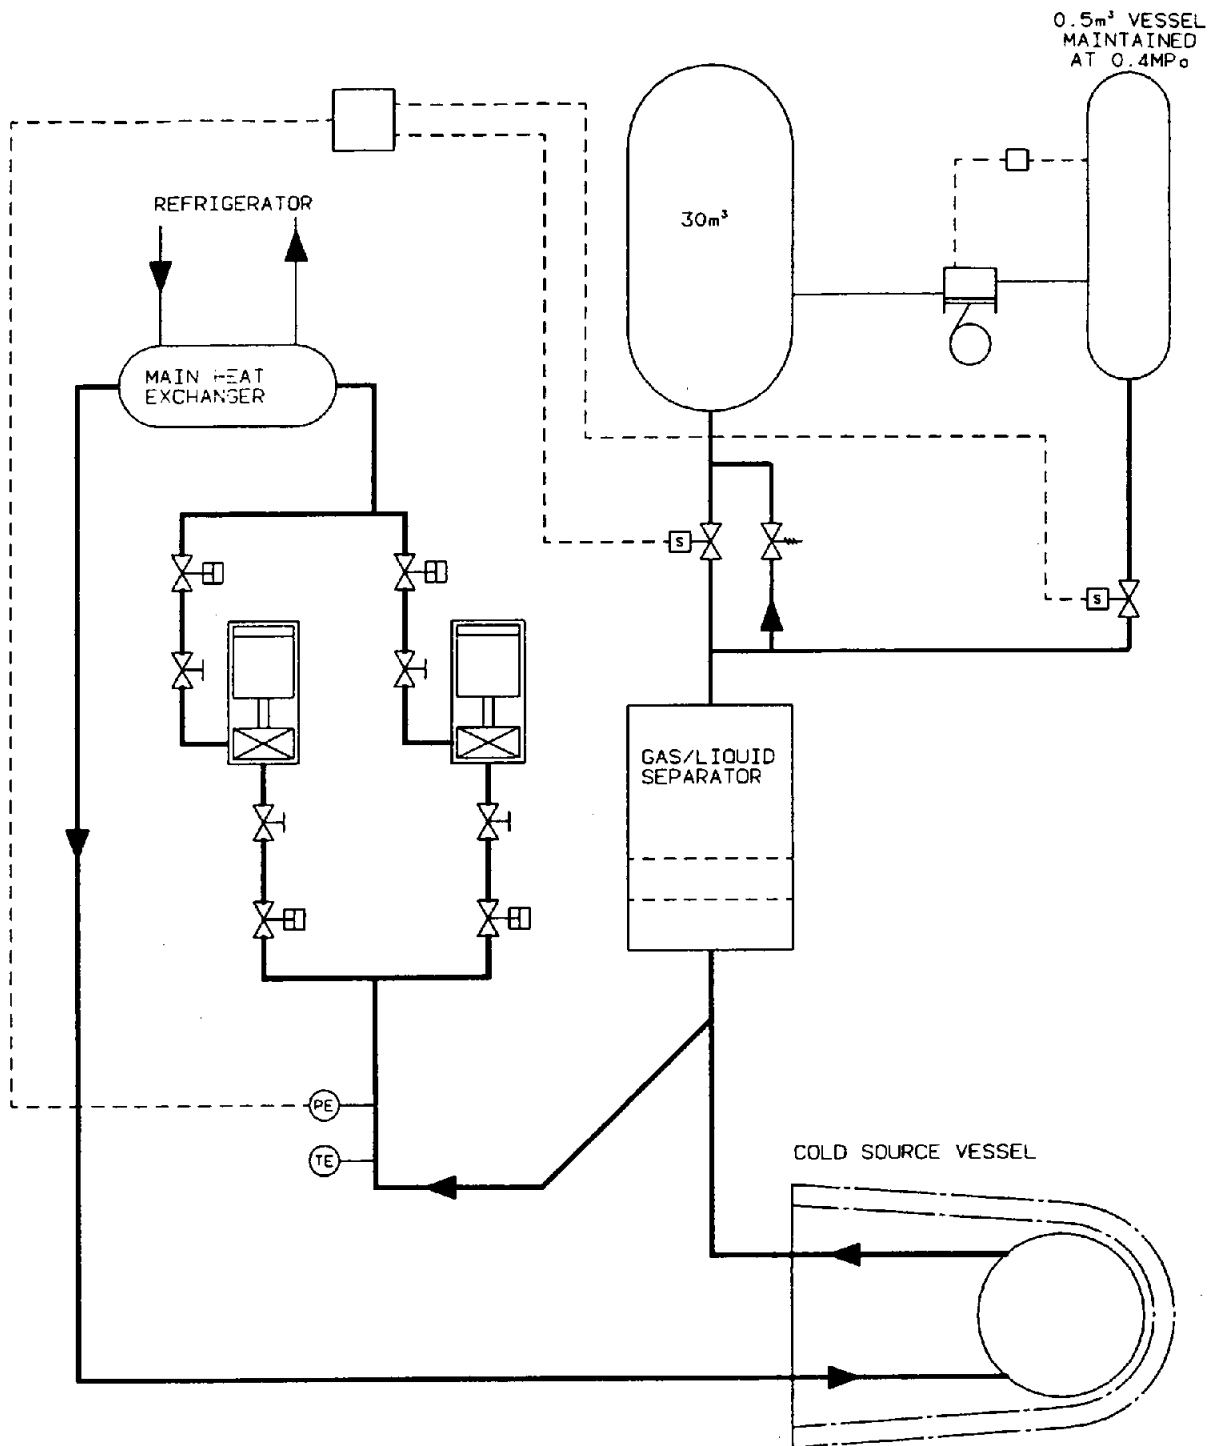 0.5m³ VESSEL
MAINTAINED
AT 0.4MPa
30m³
REFRIGERATOR
MAIN HEAT
EXCHANGER
S
S
GAS/LIQUID
SEPARATOR
PE
TE
COLD SOURCE VESSEL